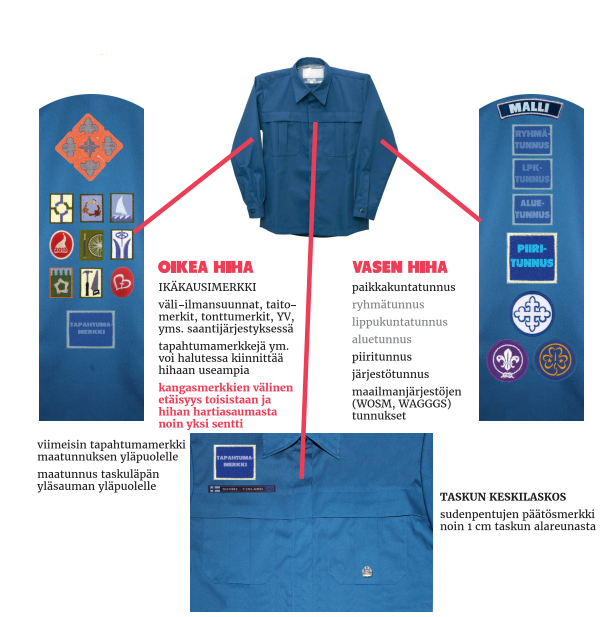 MALLI
RYHMÄ-
TUNNUS
LPK-
TUNNUS
ALUE-
TUNNUS
PIIRI-
TUNNUS
TAPAHTUMA-
MERKKI
OIKEA HIHA
IKÄKAUSIMERKKI
väli-ilmansuunnat, taito-
merkit, tonttumerkit, YV,
yms. saantijärjestyksessä
tapahtumamerkkejä ym.
voi halutessa kiinnittää
hihaan useampia
kangasmerkkien välinen
etäisyys toisistaan ja
hihan hartiasaumasta
noin yksi sentti
VASEN HIHA
paikkakuntatunnus
ryhmätunnus
lippukuntatunnus
aluetunnus
piiritunnus
järjestötunnus
maailmanjärjestöjen
(WOSM, WAGGGS)
tunnukset
viimeisin tapahtumamerkki
maatunnuksen yläpuolelle
maatunnus taskuläpän
yläsauman yläpuolelle
TAPAHTUMA-
MERKKI
SUOMI - FINLAND
TASKUN KESKILASKOS
sudenpentujen päätösmerkki
noin 1 cm taskun alareunasta